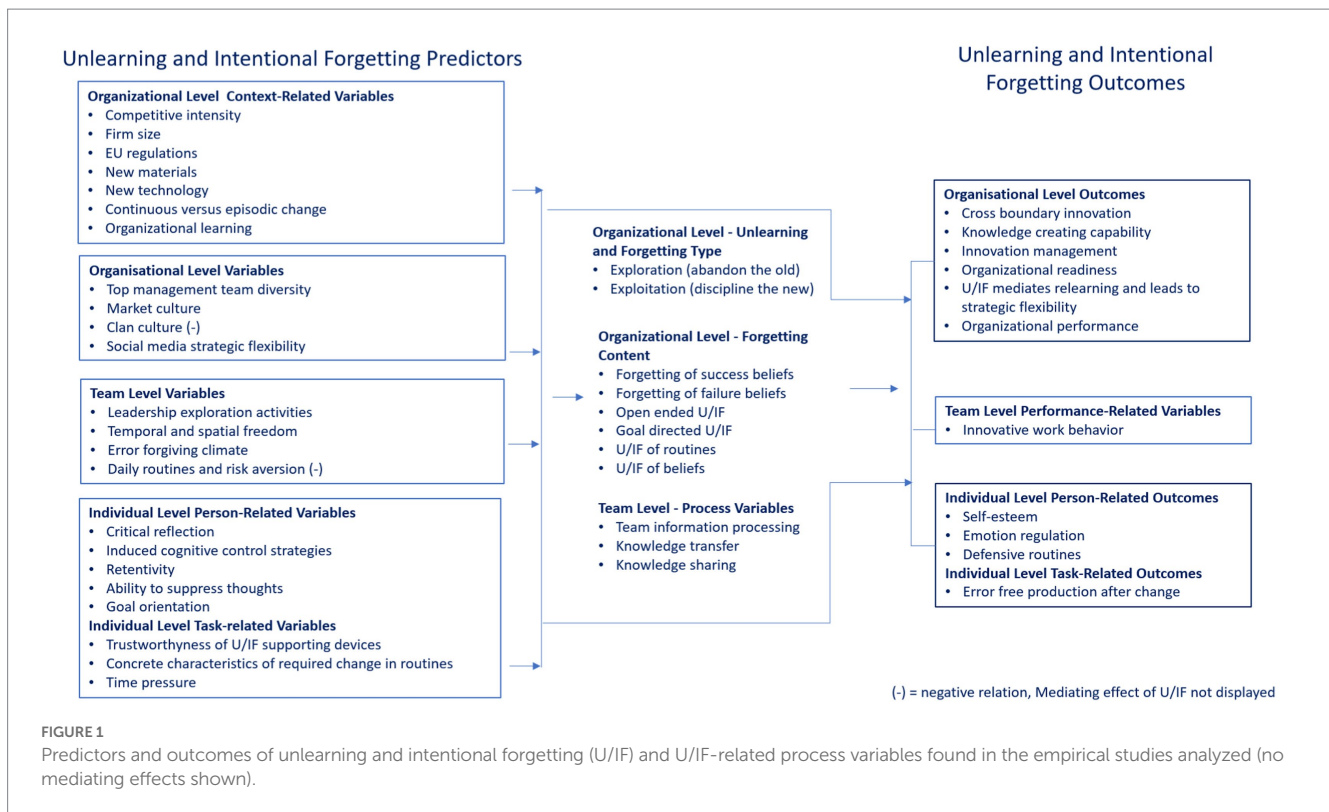 Unlearning and Intentional Forgetting Predictors
Organizational Level Context-Related Variables
• Competitive intensity
• Firm size
• EU regulations
• New materials
• New technology
• Continuous versus episodic change
• Organizational learning
Organisational Level Variables
• Top management team diversity
• Market culture
• Clan culture (-)
• Social media strategic flexibility
Team Level Variables
• Leadership exploration activities
• Temporal and spatial freedom
• Error forgiving climate
• Daily routines and risk aversion (-)
Individual Level Person-Related Variables
• Critical reflection
• Induced cognitive control strategies
• Retentivity
• Ability to suppress thoughts
• Goal orientation
Individual Level Task-related Variables
• Trustworthyness of U/IF supporting devices
• Concrete characteristics of required change in routines
• Time pressure
Organizational Level - Unlearning
and Forgetting Type
• Exploration (abandon the old)
• Exploitation (discipline the new)
Organizational Level - Forgetting
Content
• Forgetting of success beliefs
• Forgetting of failure beliefs
• Open ended U/IF
• Goal directed U/IF
• U/IF of routines
• U/IF of beliefs
Team Level - Process Variables
• Team information processing
• Knowledge transfer
• Knowledge sharing
Unlearning and Intentional
Forgetting Outcomes
Organisational Level Outcomes
• Cross boundary innovation
• Knowledge creating capability
• Innovation management
• Organizational readiness
• U/IF mediates relearning and leads to
strategic flexibility
• Organizational performance
Team Level Performance-Related Variables
• Innovative work behavior
Individual Level Person-Related Outcomes
• Self-esteem
• Emotion regulation
• Defensive routines
Individual Level Task-Related Outcomes
• Error free production after change
(-) = negative relation, Mediating effect of U/IF not displayed
FIGURE 1
Predictors and outcomes of unlearning and intentional forgetting (U/IF) and U/IF-related process variables found in the empirical studies analyzed (no
mediating effects shown).